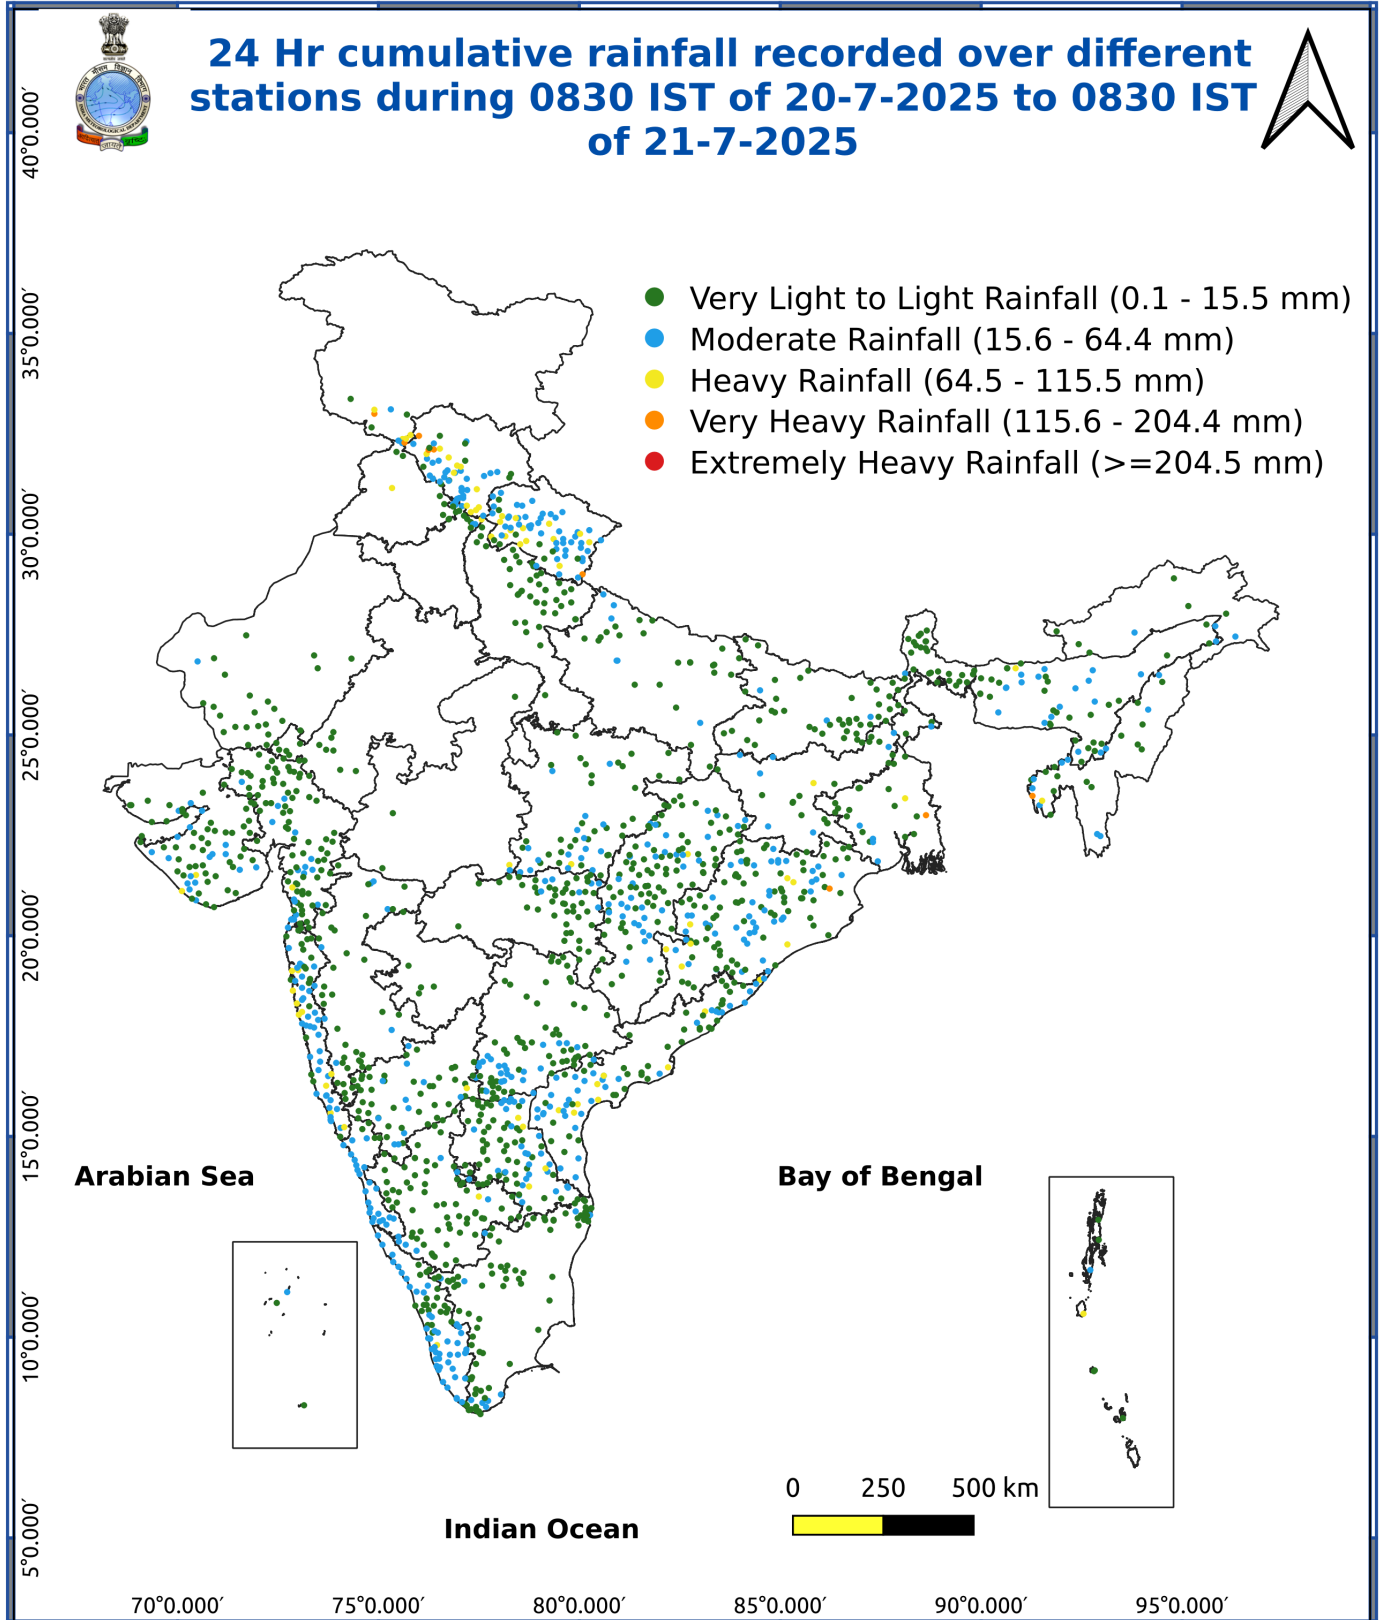 24 Hr cumulative rainfall recorded over different
stations during 0830 IST of 20-7-2025 to 0830 IST
of 21-7-2025
Very Light to Light Rainfall (0.1 - 15.5 mm)
Moderate Rainfall (15.6 - 64.4 mm)
Heavy Rainfall (64.5 - 115.5 mm)
Very Heavy Rainfall (115.6 - 204.4 mm)
Extremely Heavy Rainfall (>=204.5 mm)
40°0.000′
35°0.000′
30°0.000′
25°0.000′
20°0.000′
15°0.000′
10°0.000′
5°0.000′
Arabian Sea
Bay of Bengal
Indian Ocean
0 250 500 km
70°0.000′ 75°0.000′ 80°0.000′ 85°0.000′ 90°0.000′ 95°0.000′